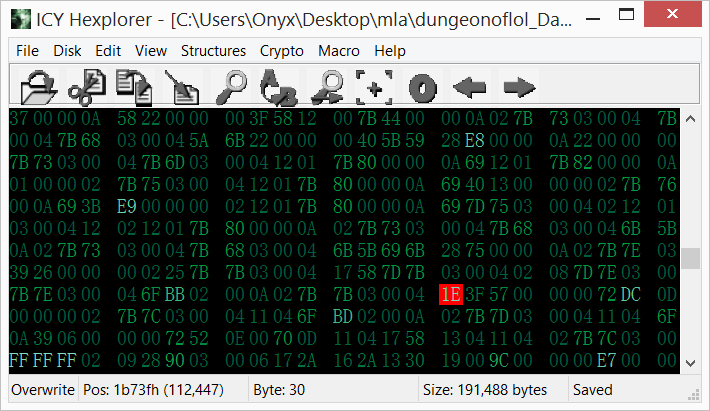 ICY Hexplorer - [C:\Users\Onyx\Desktop\mla\dungeonoflol_Da...
File Disk Edit View Structures Crypto Macro Help
37 00 00 0A 58 22 00 00 00 3F 58 12 00 7B 44 00 00 0A 02 7B 73 03 00 04 7B
00 04 7B 68 03 00 04 5A 6B 22 00 00 00 40 5B 59 28 E8 00 00 0A 22 00 00 00
7B 73 03 00 04 7B 6D 03 00 04 12 01 7B 80 00 00 0A 69 12 01 7B 82 00 00 0A
01 00 00 02 7B 75 03 00 04 12 01 7B 80 00 00 0A 69 40 13 00 00 00 02 7B 76
00 0A 69 3B E9 00 00 00 02 12 01 7B 80 00 00 0A 69 7D 75 03 00 04 02 12 01
03 00 04 12 02 12 01 7B 80 00 00 0A 02 7B 73 03 00 04 7B 68 03 00 04 6B 5B
0A 02 7B 73 03 00 04 7B 68 03 00 04 6B 5B 69 6B 28 75 00 00 0A 02 7B 7E 03
39 26 00 00 00 02 25 7B 7B 03 00 04 17 58 7D 7B 03 00 04 02 08 7D 7E 03 00
7B 7E 03 00 04 6F BB 02 00 0A 02 7B 7B 03 00 04 1E 3F 57 00 00 00 72 DC 0D
00 00 00 02 7B 7C 03 00 04 11 04 6F BD 02 00 0A 02 7B 7D 03 00 04 11 04 6F
0A 39 06 00 00 00 72 52 0E 00 70 0D 11 04 17 58 13 04 11 04 02 7B 7C 03 00
FF FF FF 02 09 28 90 03 00 06 17 2A 16 2A 13 30 19 00 9C 00 00 00 E7 00 00
Overwrite Pos: 1b73fh (112,447) Byte: 30 Size: 191,488 bytes Saved